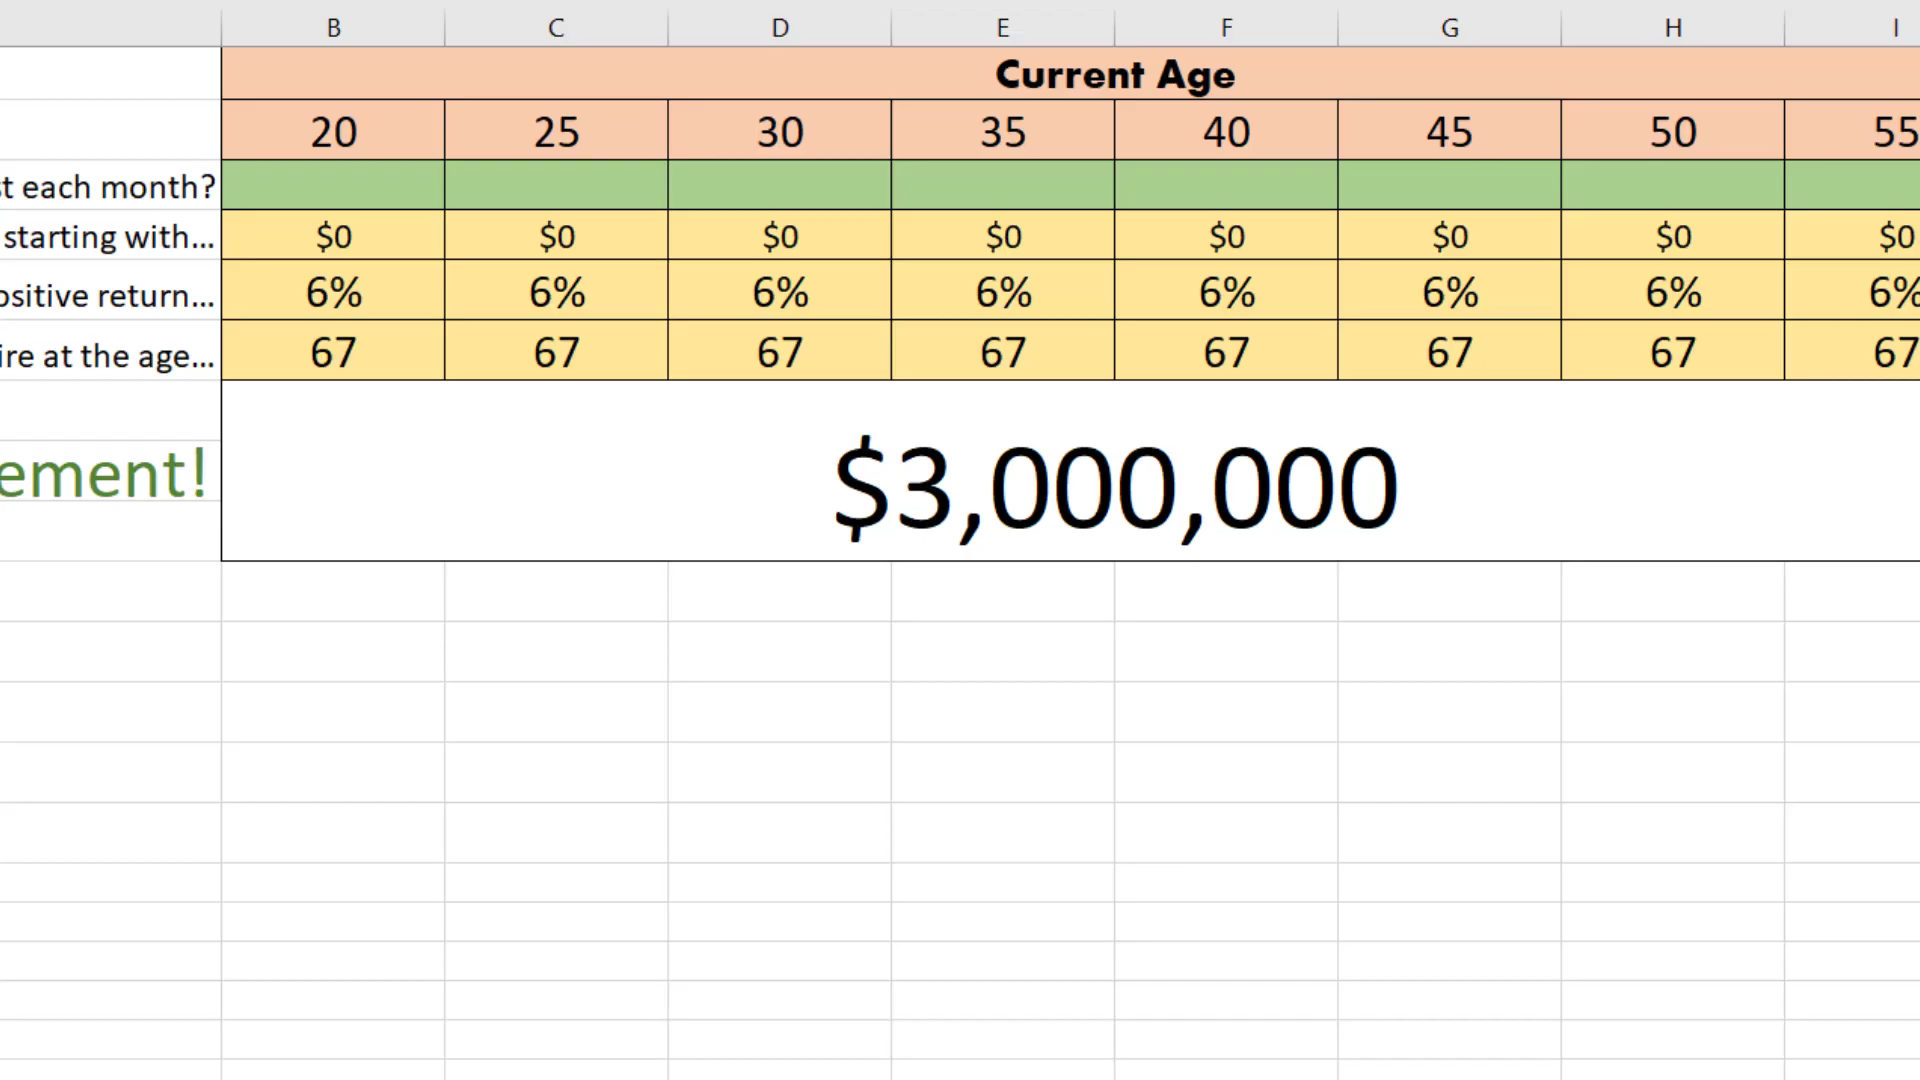 B C D E F G H I
Current Age
20 25 30 35 40 45 50 55
st each month?
starting with...
$0 $0 $0 $0 $0 $0 $0 $0
ositive return...
6% 6% 6% 6% 6% 6% 6% 6%
ire at the age...
67 67 67 67 67 67 67 67
ement!
$3,000,000